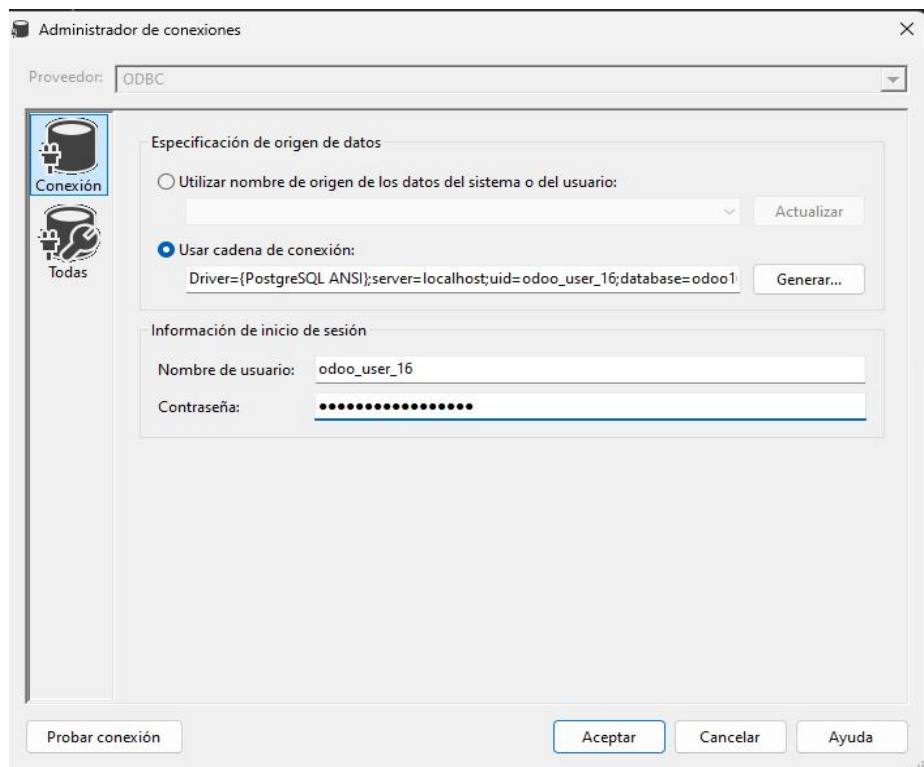 Administrador de conexiones
Proveedor: ODBC
Conexión
Todas
Especificación de origen de datos
Utilizar nombre de origen de los datos del sistema o del usuario:
Actualizar
Usar cadena de conexión:
Driver={PostgreSQL ANSI};server=localhost;uid=odoo_user_16;database=odoo1
Generar...
Información de inicio de sesión
Nombre de usuario: odoo_user_16
Contraseña: •••••••••••••••••
Probar conexión Aceptar Cancelar Ayuda